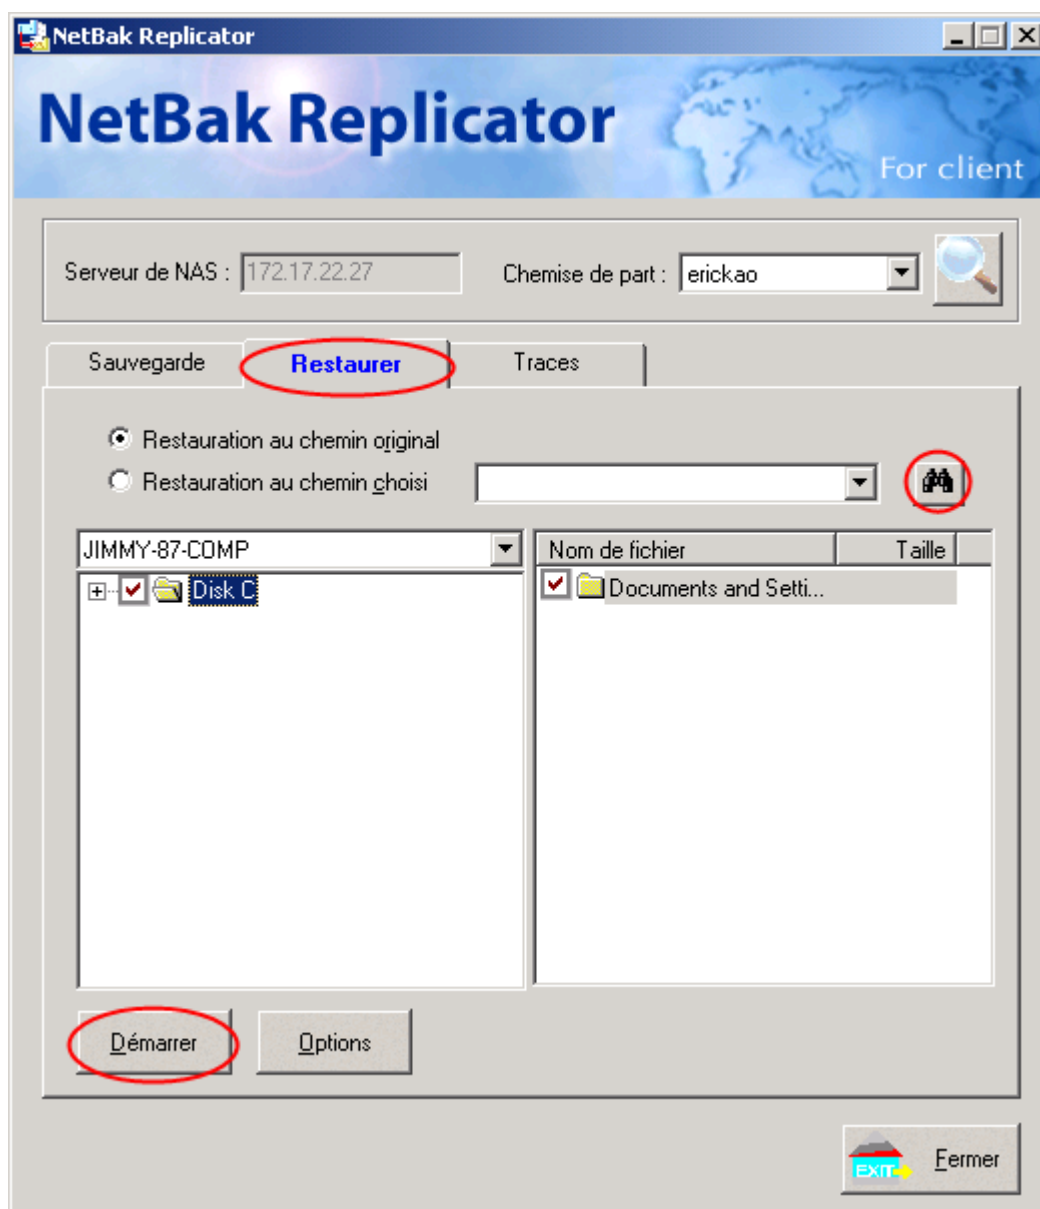 NetBak Replicator
NetBak Replicator
For client
Serveur de NAS : 172.17.22.27 Chemise de part : erickao
Sauvegarde Restaurer Traces
Restauration au chemin original
Restauration au chemin choisi
JIMMY-87-COMP
Nom de fichier Taille
Disk C
Documents and Setti...
Démarrer Options
EXIT Fermer